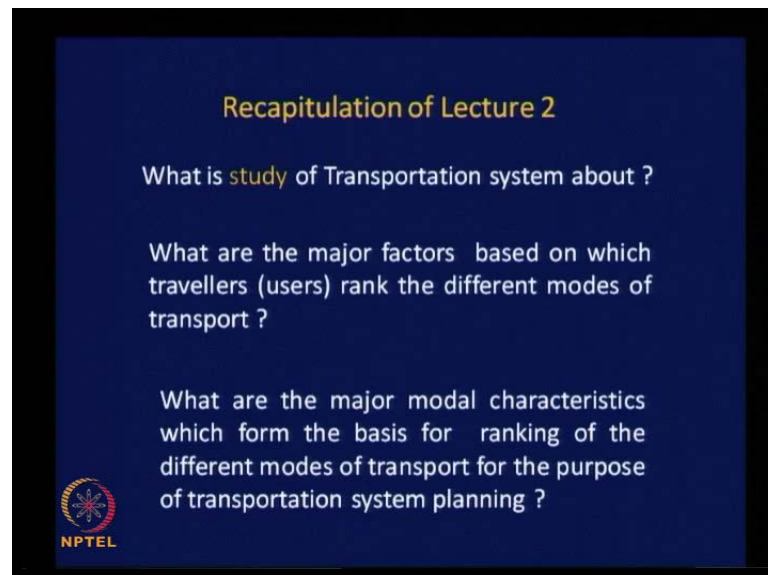 Recapitulation of Lecture 2
What is study of Transportation system about ?
What are the major factors based on which
travellers (users) rank the different modes of
transport ?
What are the major modal characteristics
which form the basis for ranking of the
different modes of transport for the purpose
of transportation system planning ?
NPTEL